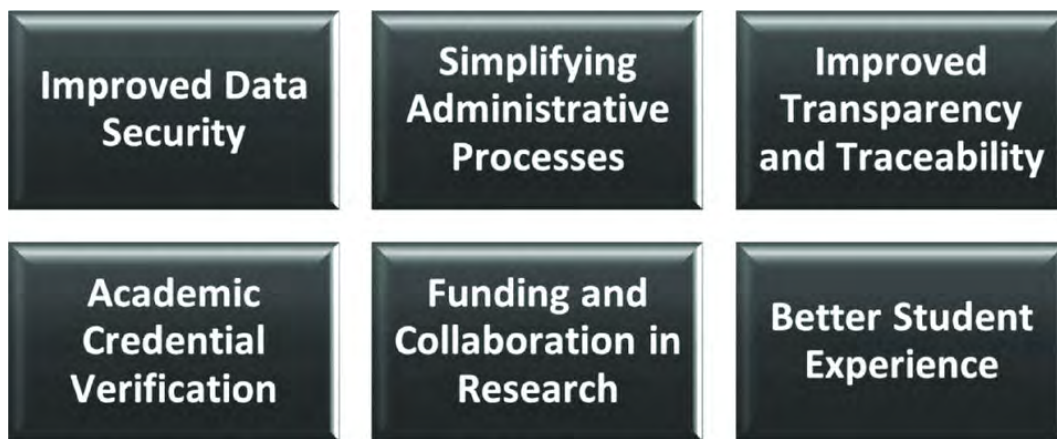 Improved Data
Security
Simplifying
Administrative
Processes
Improved
Transparency
and Traceability
Academic
Credential
Verification
Funding and
Collaboration in
Research
Better Student
Experience